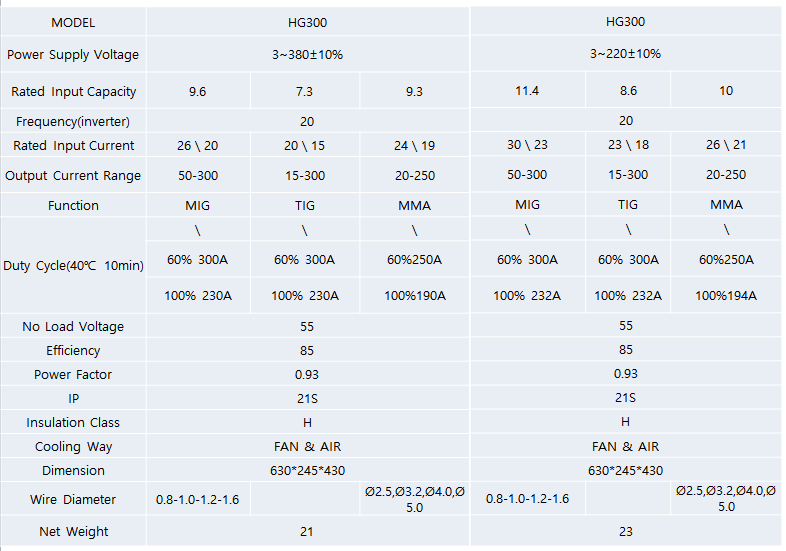 MODEL HG300 HG300
Power Supply Voltage 3~380±10% 3~220±10%
Rated Input Capacity 9.6 7.3 9.3 11.4 8.6 10
Frequency(inverter) 20 20
Rated Input Current 26 \ 20 20 \ 15 24 \ 19 30 \ 23 23 \ 18 26 \ 21
Output Current Range 50-300 15-300 20-250 50-300 15-300 20-250
Function MIG TIG MMA MIG TIG MMA
\ \ \ \ \ \
Duty Cycle(40℃ 10min) 60% 300A 60% 300A 60%250A 60% 300A 60% 300A 60%250A
100% 230A 100% 230A 100%190A 100% 232A 100% 232A 100%194A
No Load Voltage 55 55
Efficiency 85 85
Power Factor 0.93 0.93
IP 21S 21S
Insulation Class H H
Cooling Way FAN & AIR FAN & AIR
Dimension 630*245*430 630*245*430
Wire Diameter 0.8-1.0-1.2-1.6 Ø2.5,Ø3.2,Ø4.0,Ø 0.8-1.0-1.2-1.6 Ø2.5,Ø3.2,Ø4.0,Ø
5.0 5.0
Net Weight 21 23